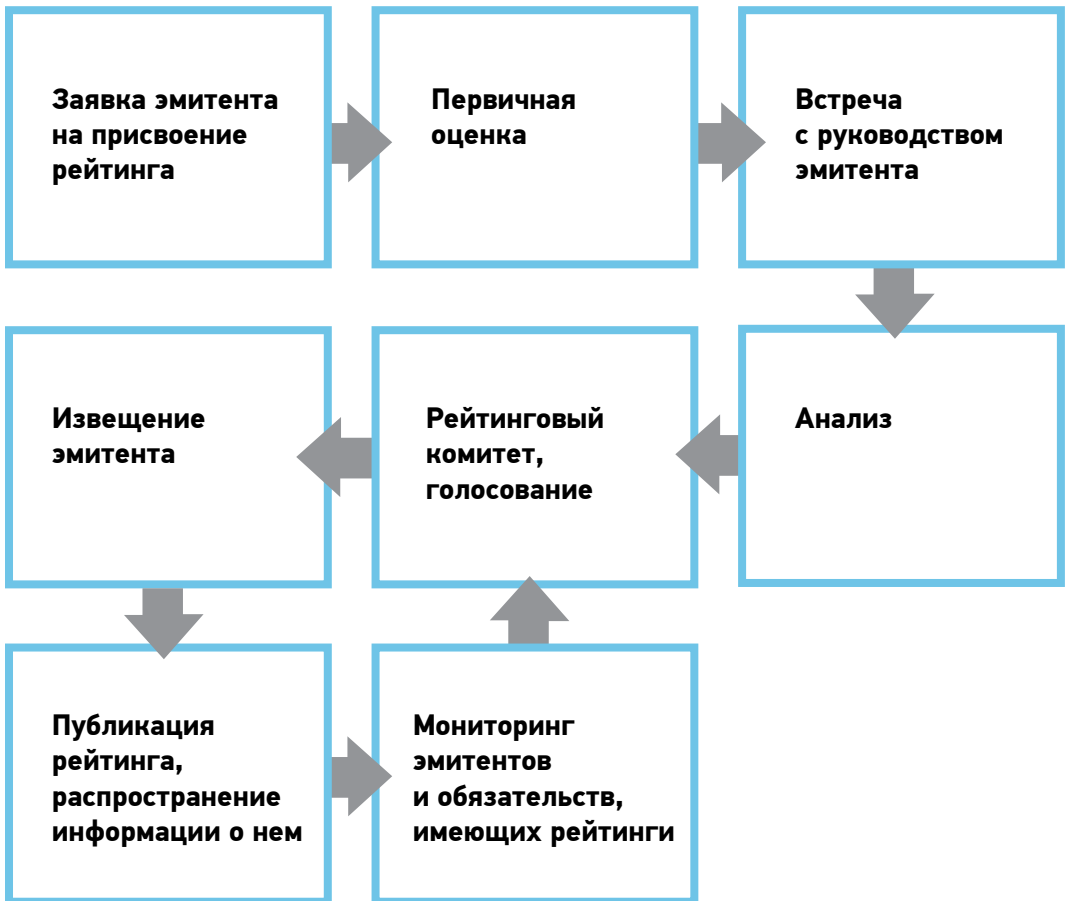 Заявка эмитента
на присвоение
рейтинга
Первичная
оценка
Встреча
с руководством
эмитента
Анализ
Рейтинговый
комитет,
голосование
Извещение
эмитента
Публикация
рейтинга,
распространение
информации о нем
Мониторинг
эмитентов
и обязательств,
имеющих рейтинги